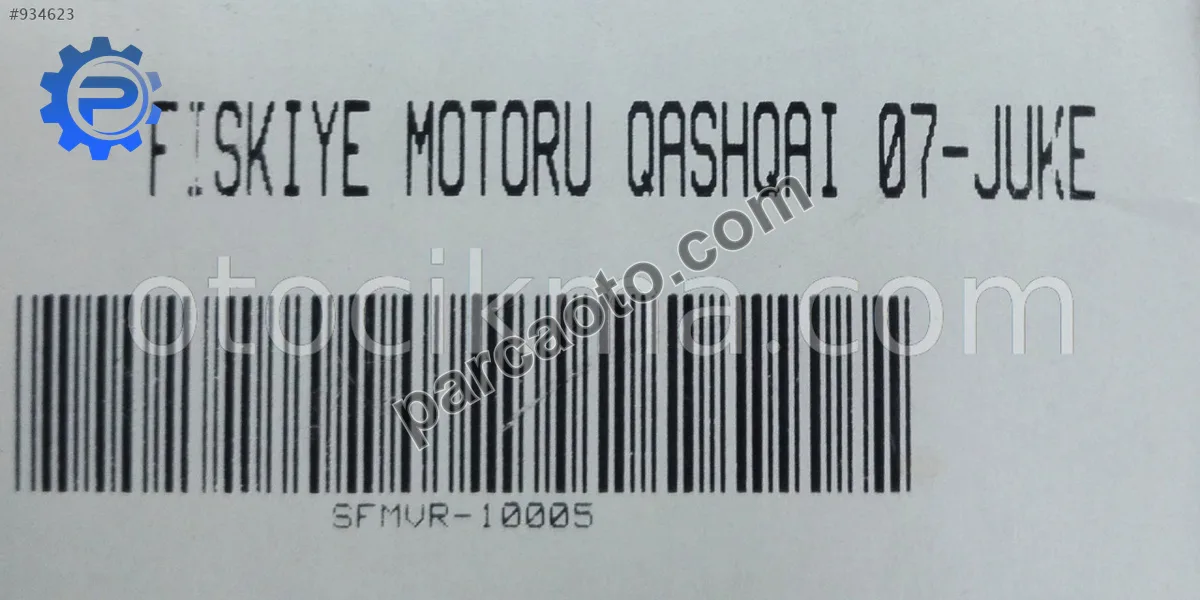 #934623
FISKIYE MOTORU QASHQAI 07-JUKE
otocikma.com
parcaoto.com
SFMVR-10005